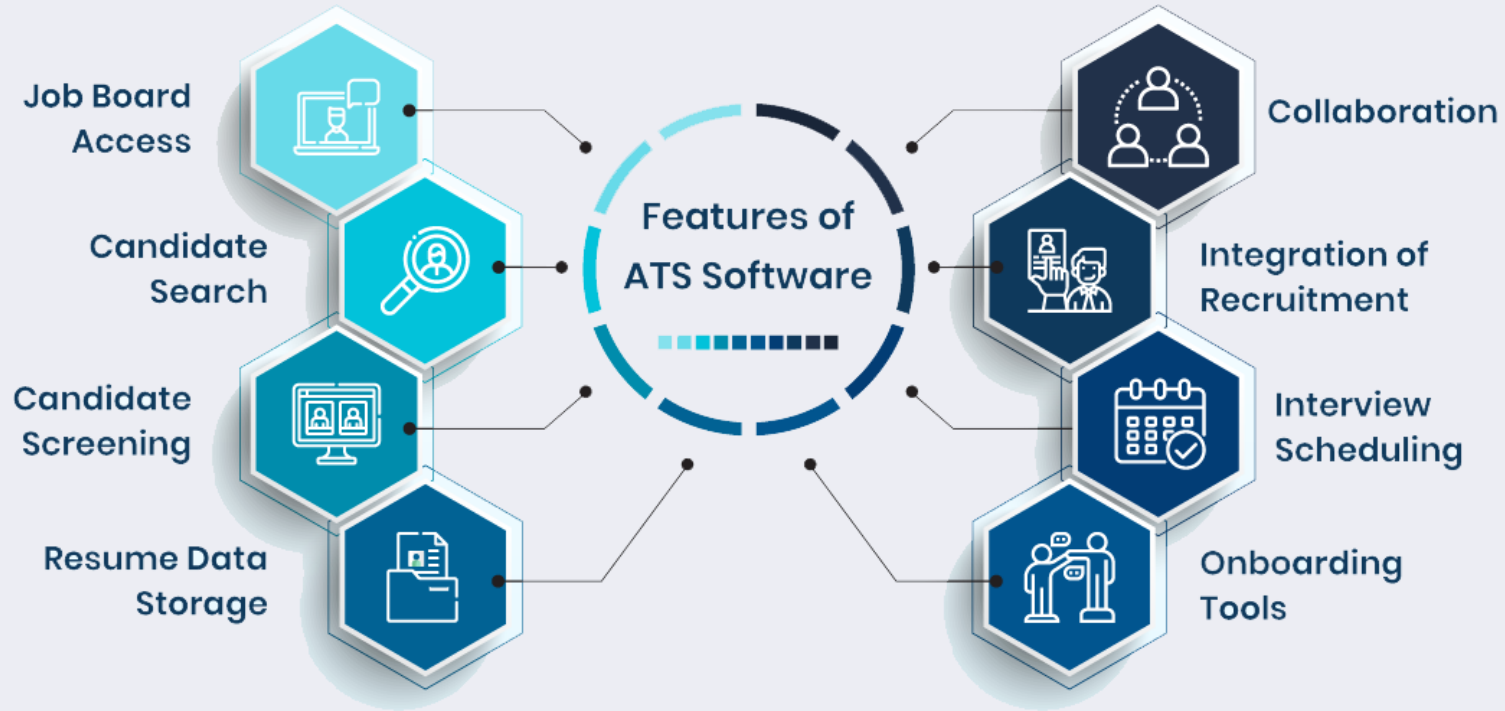 Features of
ATS Software
Job Board
Access
Candidate
Search
Candidate
Screening
Resume Data
Storage
Collaboration
Integration of
Recruitment
Interview
Scheduling
Onboarding
Tools